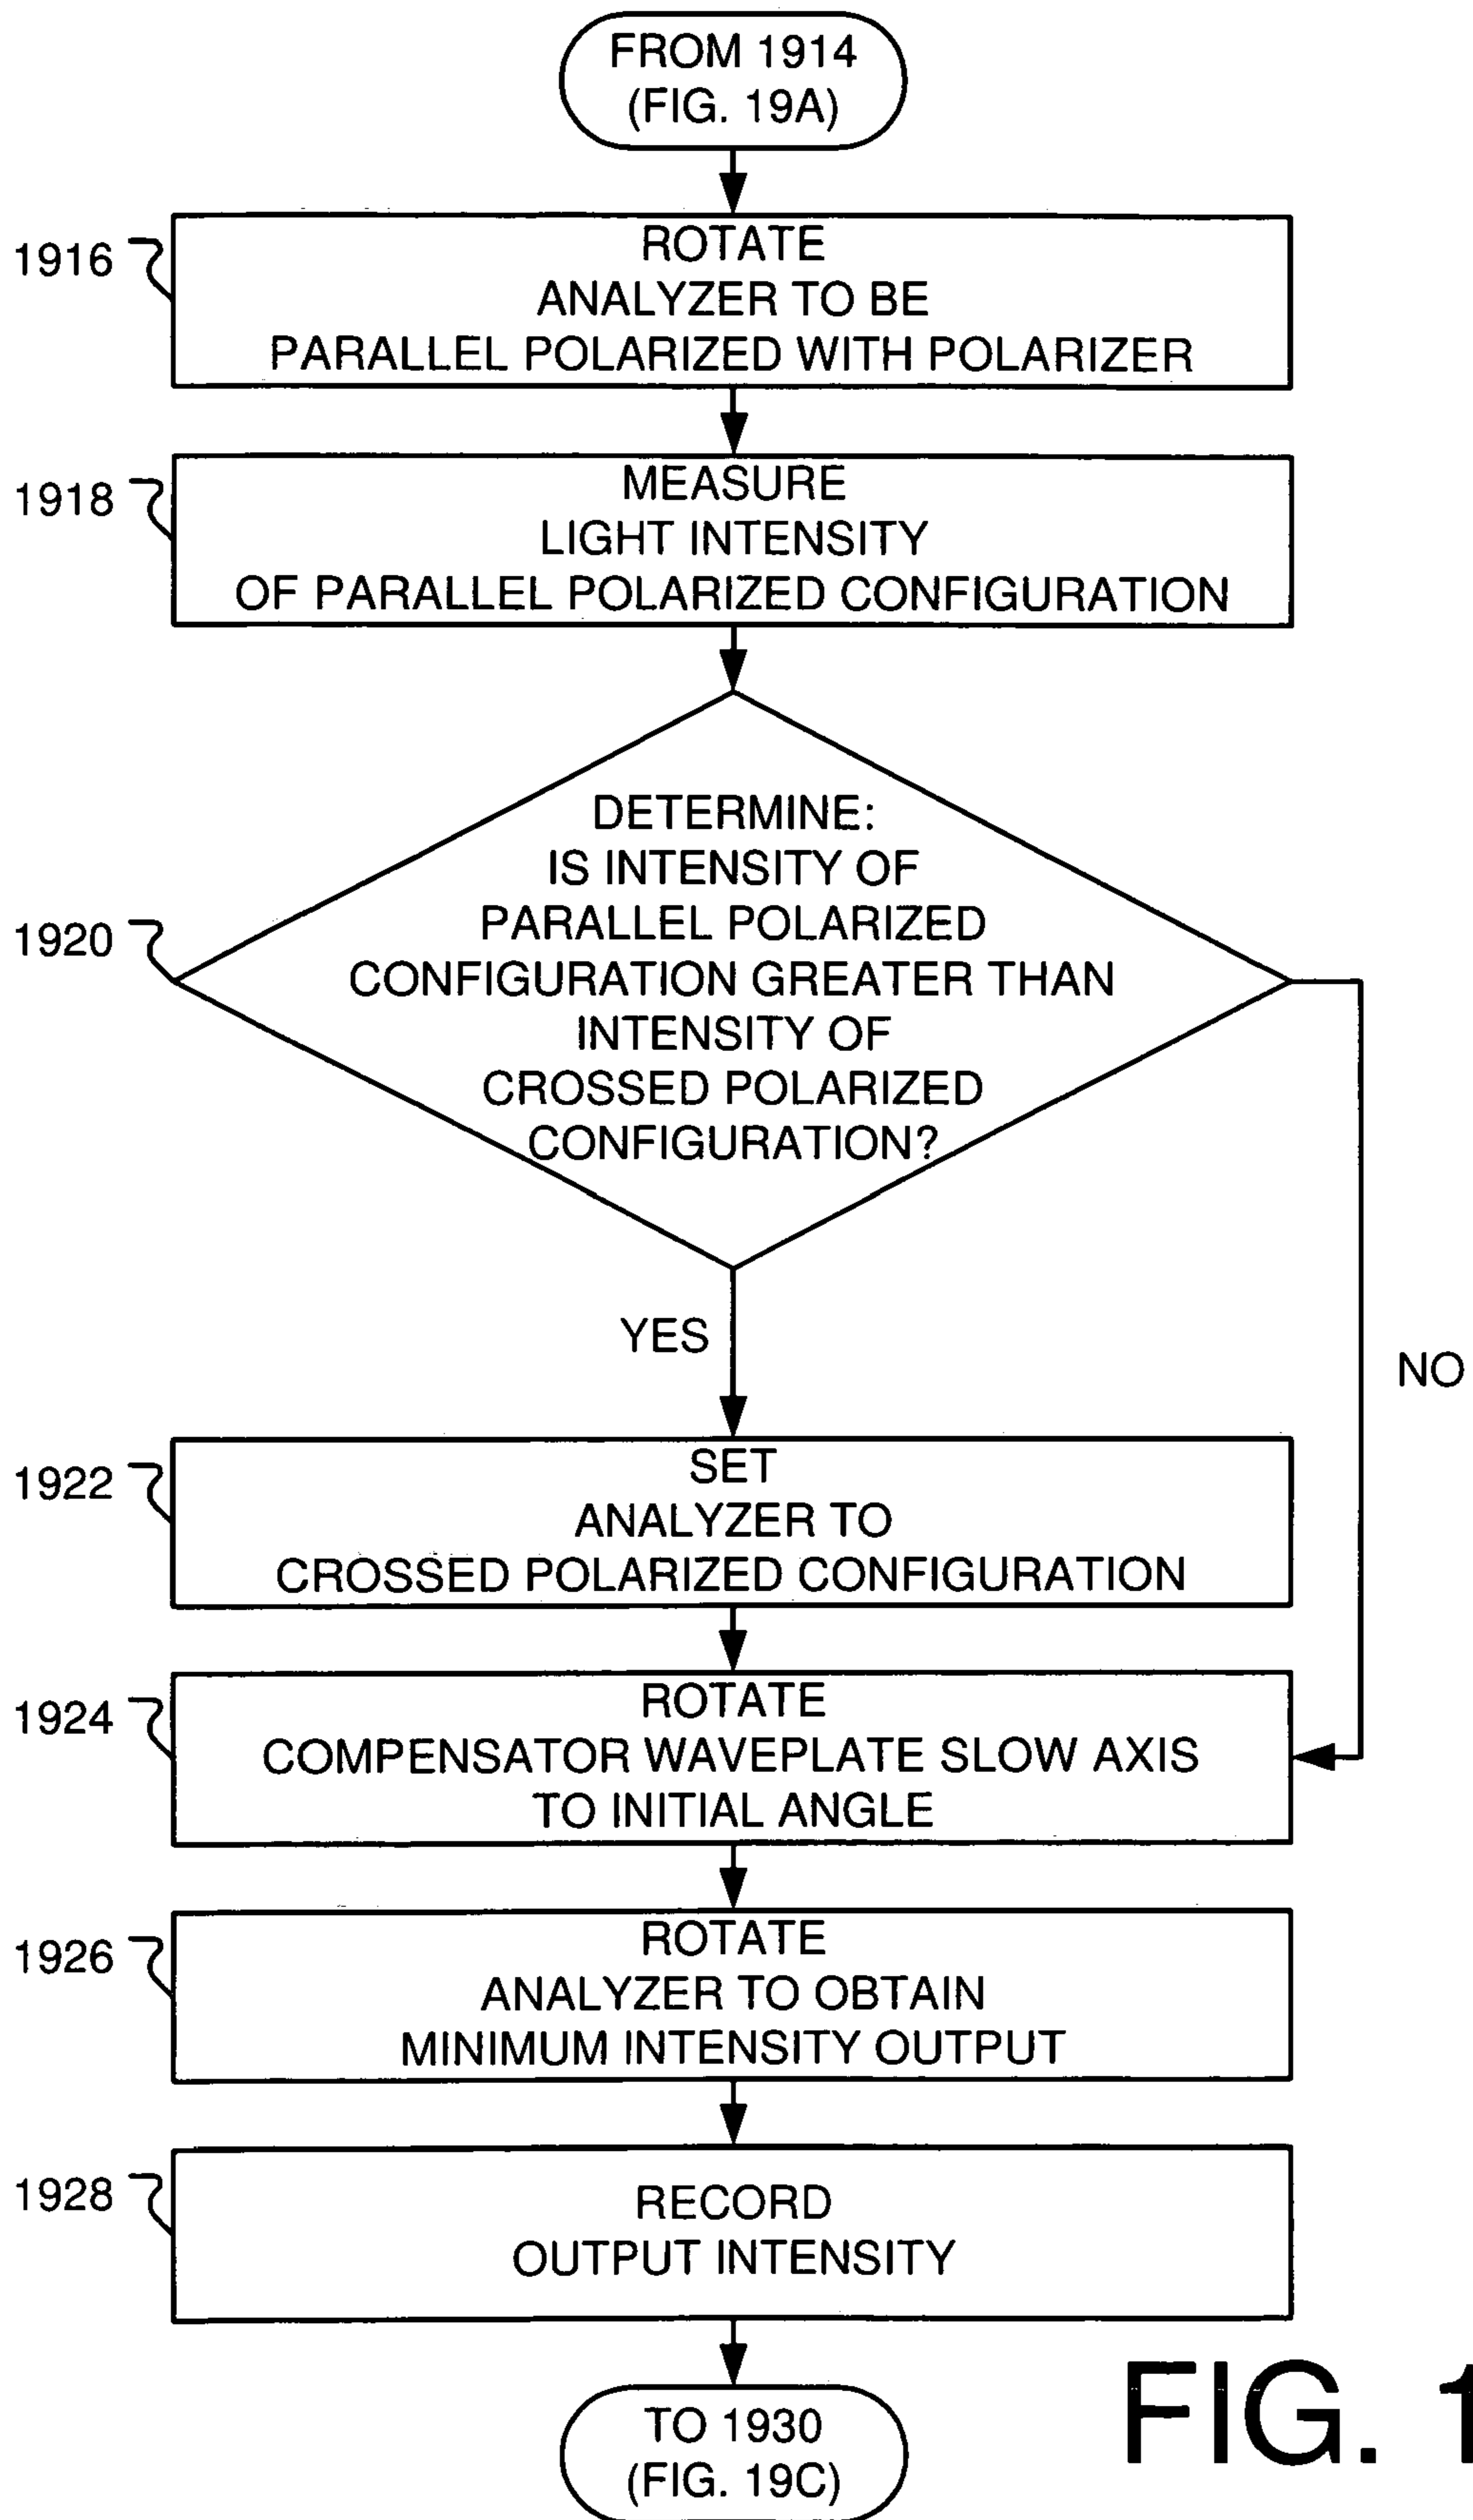 FROM 1914
(FIG. 19A)
1916
ROTATE
ANALYZER TO BE
PARALLEL POLARIZED WITH POLARIZER
1918
MEASURE
LIGHT INTENSITY
OF PARALLEL POLARIZED CONFIGURATION
1920
DETERMINE:
IS INTENSITY OF
PARALLEL POLARIZED
CONFIGURATION GREATER THAN
INTENSITY OF
CROSSED POLARIZED
CONFIGURATION?
YES
NO
1922
SET
ANALYZER TO
CROSSED POLARIZED CONFIGURATION
1924
ROTATE
COMPENSATOR WAVEPLATE SLOW AXIS
TO INITIAL ANGLE
1926
ROTATE
ANALYZER TO OBTAIN
MINIMUM INTENSITY OUTPUT
1928
RECORD
OUTPUT INTENSITY
TO 1930
(FIG. 19C)
FIG.